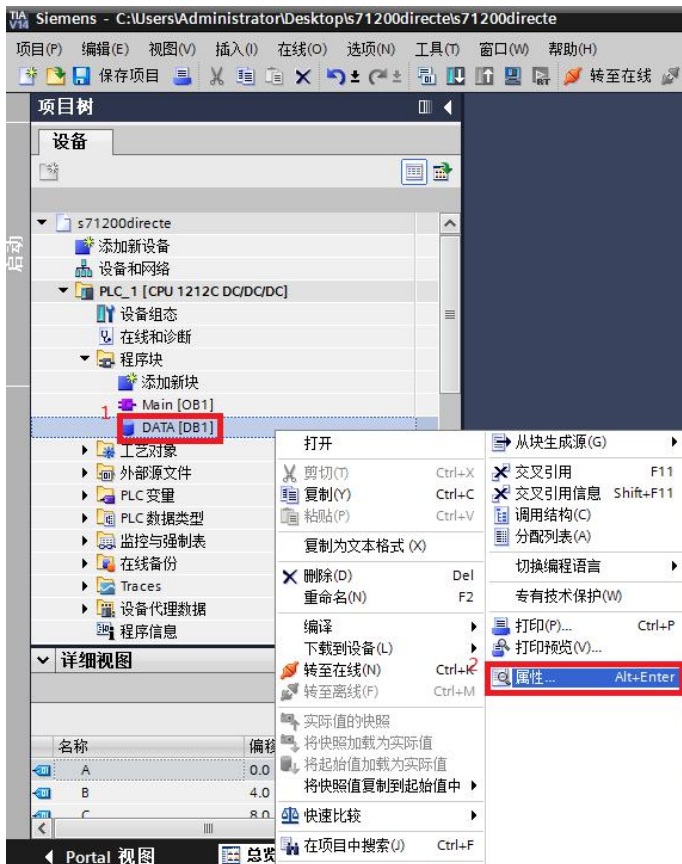 TIA V14 Siemens - C:\Users\Administrator\Desktop\s71200directe\s71200directe
项目(P) 编辑(E) 视图(V) 插入(I) 在线(O) 选项(N) 工具(T) 窗口(W) 帮助(H)
保存项目 RT 转至在线
项目树
设备
启动
s71200directe
添加新设备
设备和网络
PLC_1 [CPU 1212C DC/DC/DC]
设备组态
在线和诊断
程序块
添加新块
Main [OB1]
1
DATA [DB1]
工艺对象
外部源文件
PLC 变量
PLC 数据类型
监控与强制表
在线备份
Traces
设备代理数据
程序信息
详细视图
名称 偏移
A 0.0
B 4.0
C 8.0
Portal 视图 总览
打开
剪切(T) Ctrl+X
复制(Y) Ctrl+C
粘贴(P) Ctrl+V
复制为文本格式 (X)
删除(D) Del
重命名(N) F2
编译
下载到设备(L)
转至在线(N) Ctrl+K
转至离线(F) Ctrl+M
实际值的快照
将快照加载为实际值
将起始值加载为实际值
将快照值复制到起始值中
快速比较
在项目中搜索(J) Ctrl+F
从块生成源(G)
交叉引用 F11
交叉引用信息 Shift+F11
调用结构(C)
分配列表(A)
切换编程语言
专有技术保护(W)
打印(P)... Ctrl+P
打印预览(V)...
2
属性... Alt+Enter